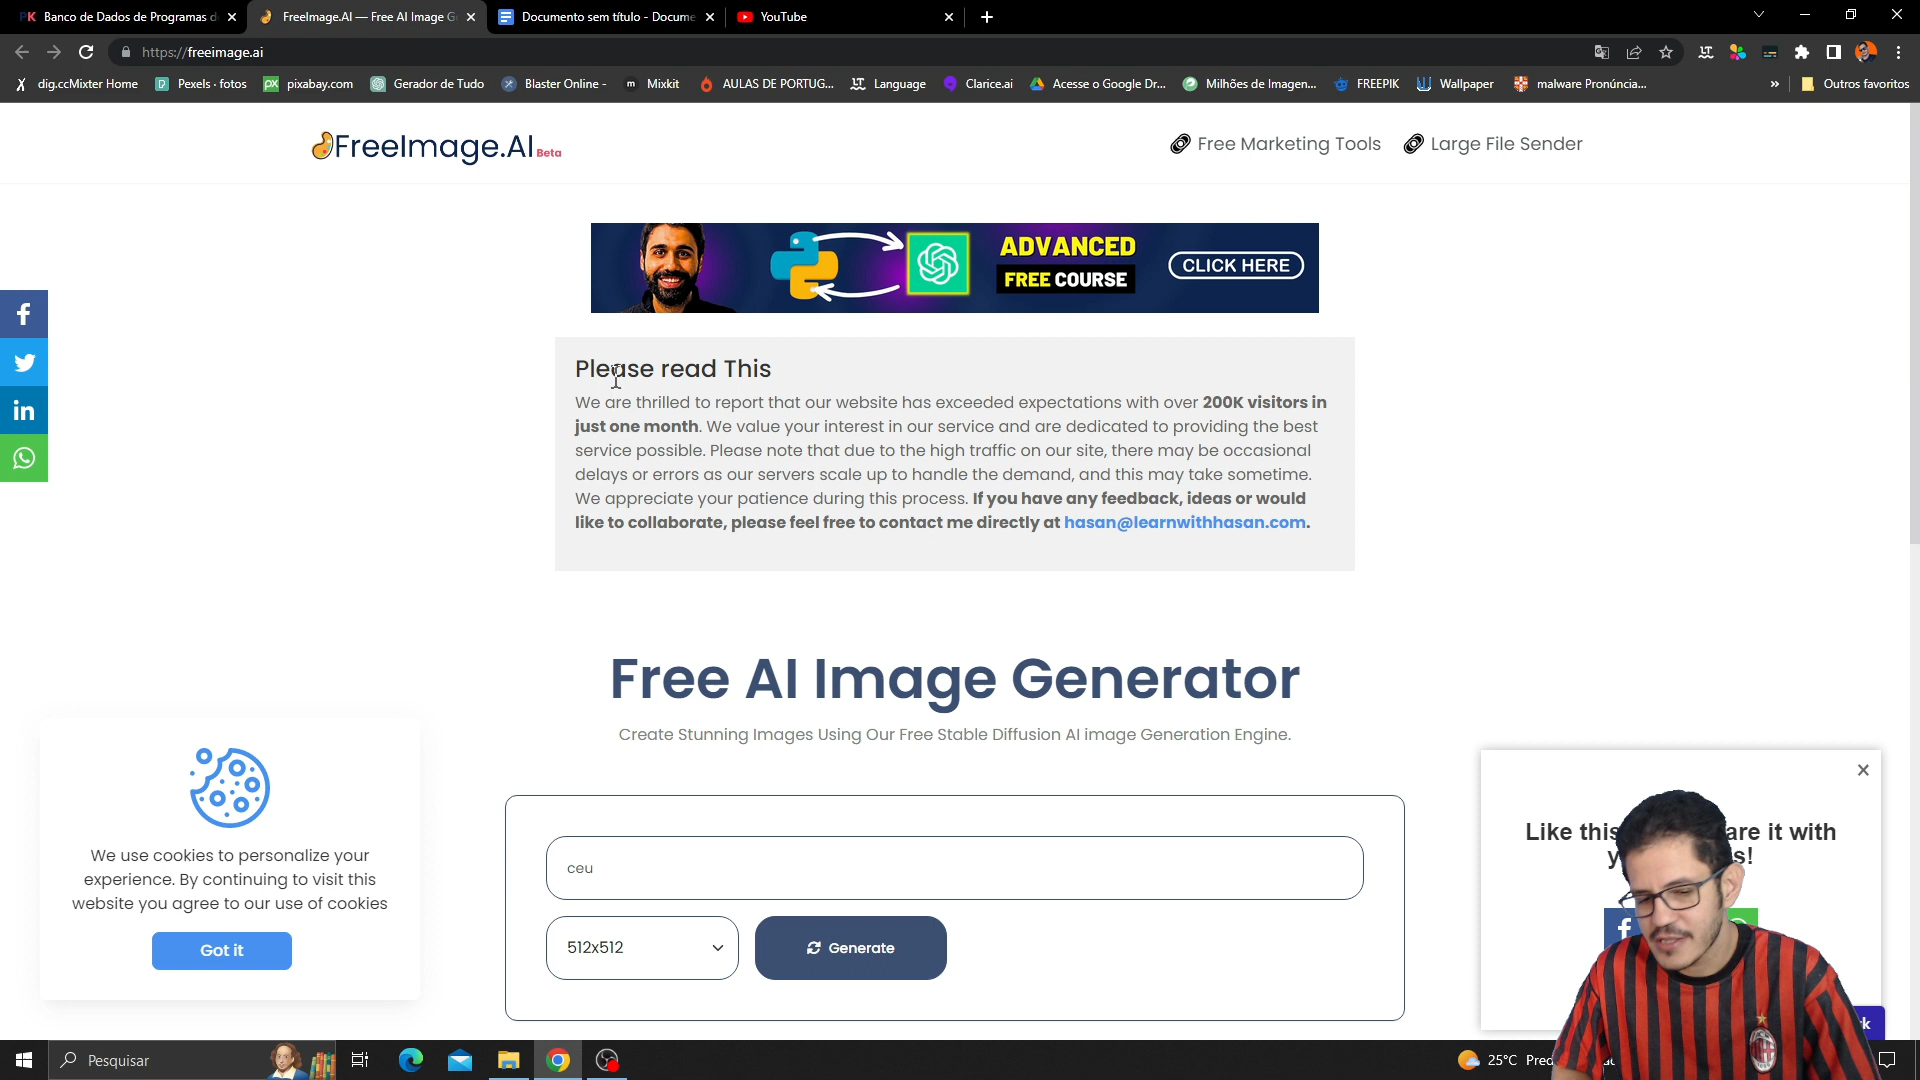 Banco de Dados de Programas d
FreeImage.AI — Free AI Image G
Documento sem título - Docume
YouTube
https://freeimage.ai
dig.ccMixter Home
Pexels · fotos
px pixabay.com
Gerador de Tudo
Blaster Online -
m Mixkit
AULAS DE PORTUG...
LT Language
Clarice.ai
Acesse o Google Dr...
Milhões de Imagen...
FREEPIK
Wallpaper
malware Pronúncia...
»
Outros favoritos
FreeImage.AI Beta
Free Marketing Tools
Large File Sender
ADVANCED
FREE COURSE
CLICK HERE
Please read This
We are thrilled to report that our website has exceeded expectations with over 200K visitors in
just one month. We value your interest in our service and are dedicated to providing the best
service possible. Please note that due to the high traffic on our site, there may be occasional
delays or errors as our servers scale up to handle the demand, and this may take sometime.
We appreciate your patience during this process. If you have any feedback, ideas or would
like to collaborate, please feel free to contact me directly at hasan@learnwithhasan.com.
Free AI Image Generator
Create Stunning Images Using Our Free Stable Diffusion AI image Generation Engine.
ceu
512x512
Generate
We use cookies to personalize your
experience. By continuing to visit this
website you agree to our use of cookies
Got it
Like this
are it with
s!
Pesquisar
25°C Pred